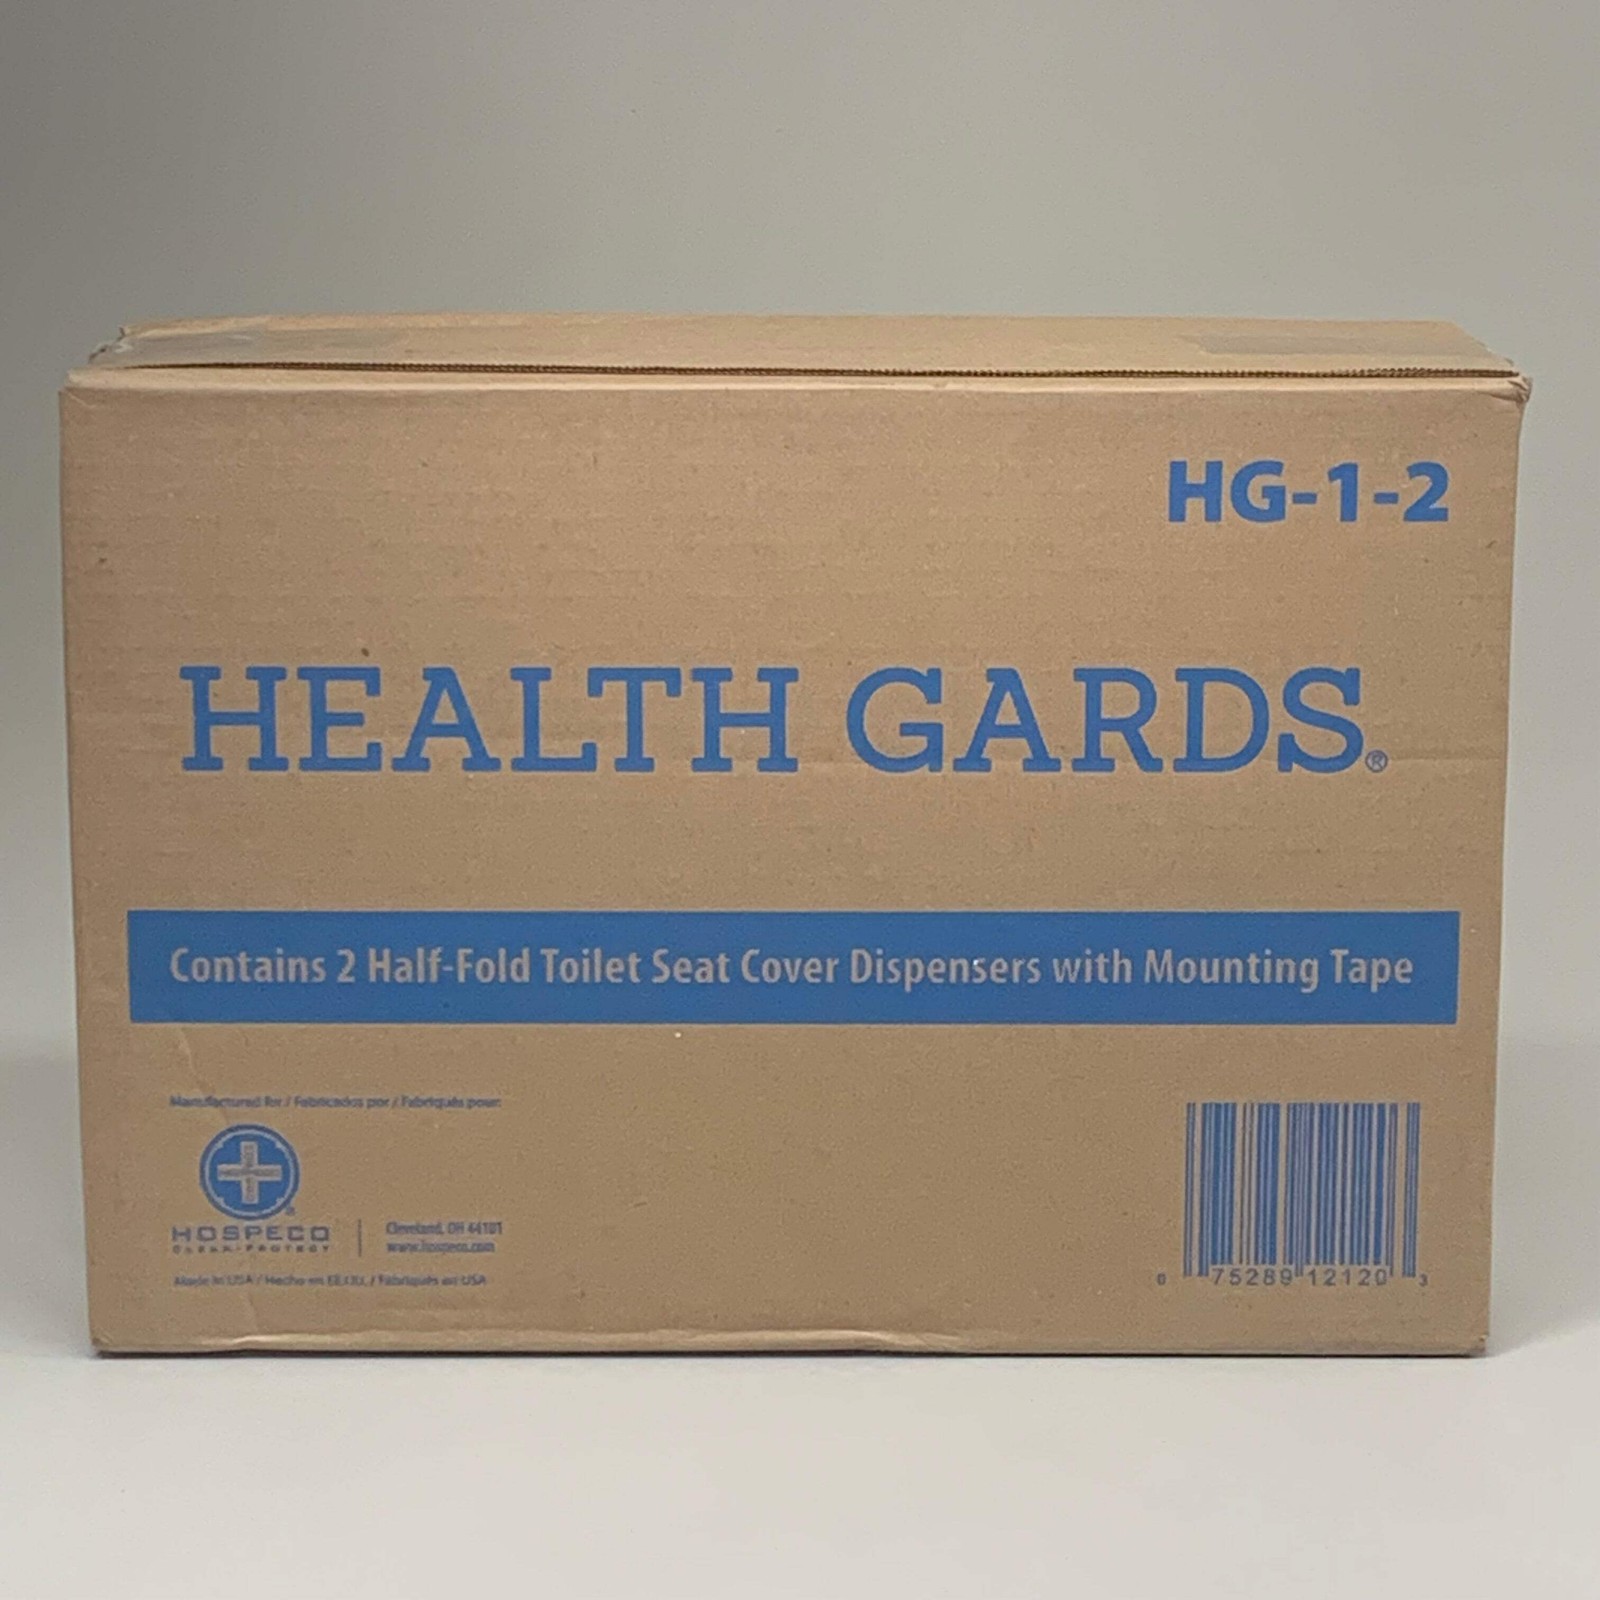 HG-1-2
HEALTH GARDS®
Contains 2 Half-Fold Toilet Seat Cover Dispensers with Mounting Tape
Manufactured for / Fabricados por / Fabriqués pour:
HOSPECO
CLEAN·PROTECT
Cleveland, OH 44101
www.hospeco.com
Made in USA / Hecho en EE.UU. / Fabriqués en USA
0 75289 12120 3